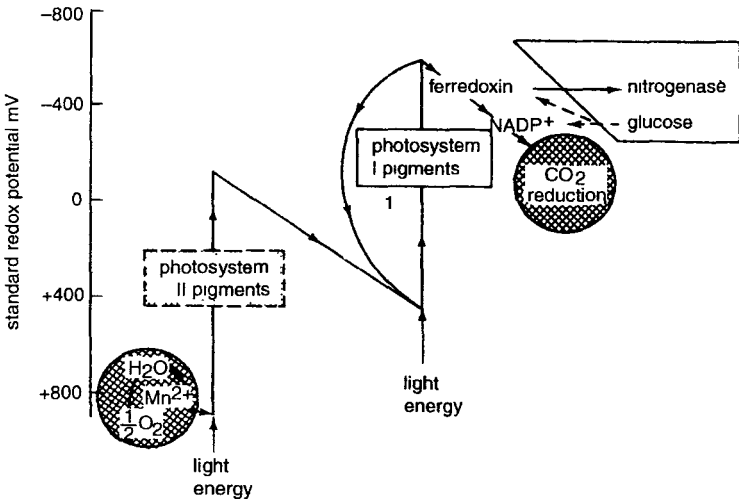 −800
−400
0
+400
+800
standard redox potential mV
ferredoxin
nitrogenase
NADP+
glucose
photosystem
I pigments
1
CO2
reduction
photosystem
II pigments
H2O
Mn2+
½O2
light
energy
light
energy